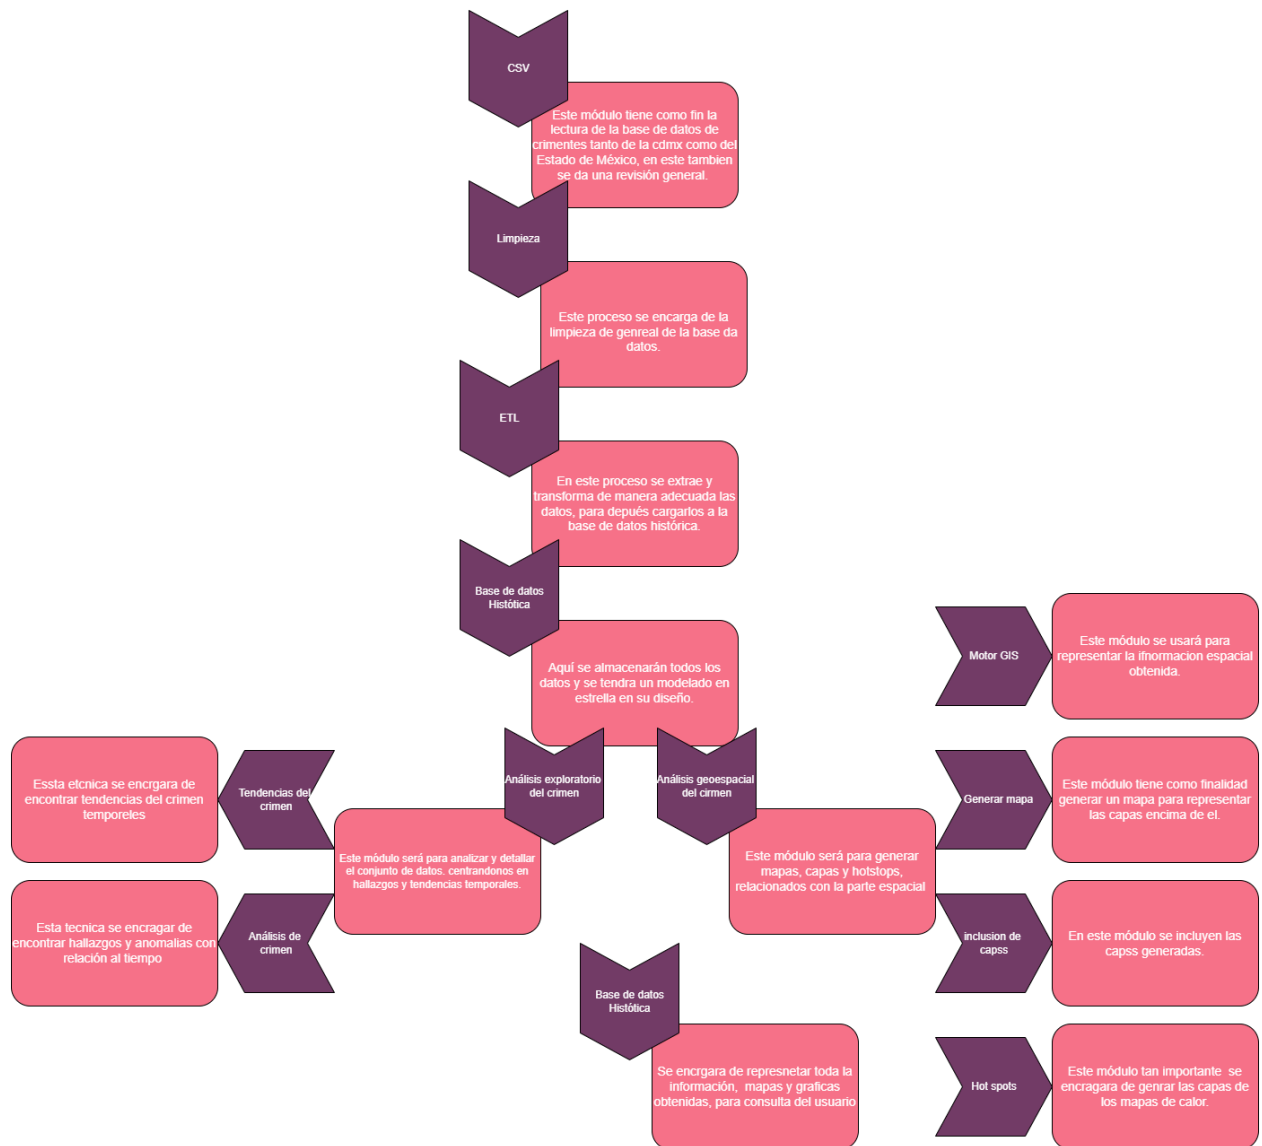 CSV
Este módulo tiene como fin la
lectura de la base de datos de
crimentes tanto de la cdmx como del
Estado de México, en este tambien
se da una revisión general.
Limpieza
Este proceso se encarga de la
limpieza de genreal de la base da
datos.
ETL
En este proceso se extrae y
transforma de manera adecuada las
datos, para depués cargarlos a la
base de datos histórica.
Base de datos
Histótica
Aquí se almacenarán todos los
datos y se tendra un modelado en
estrella en su diseño.
Análisis exploratorio
del crimen
Análisis geoespacial
del cirmen
Este módulo será para analizar y detallar
el conjunto de datos. centrandonos en
hallazgos y tendencias temporales.
Tendencias del
crimen
Essta etcnica se encrgara de
encontrar tendencias del crimen
temporeles
Análisis de
crimen
Esta tecnica se encragar de
encontrar hallazgos y anomalias con
relación al tiempo
Este módulo será para generar
mapas, capas y hotstops,
relacionados con la parte espacial
Motor GIS
Este módulo se usará para
representar la ifnormacion espacial
obtenida.
Generar mapa
Este módulo tiene como finalidad
generar un mapa para representar
las capas encima de el.
inclusion de
capss
En este módulo se incluyen las
capss generadas.
Hot spots
Este módulo tan importante se
encragara de genrar las capas de
los mapas de calor.
Base de datos
Histótica
Se encrgara de represnetar toda la
información, mapas y graficas
obtenidas, para consulta del usuario